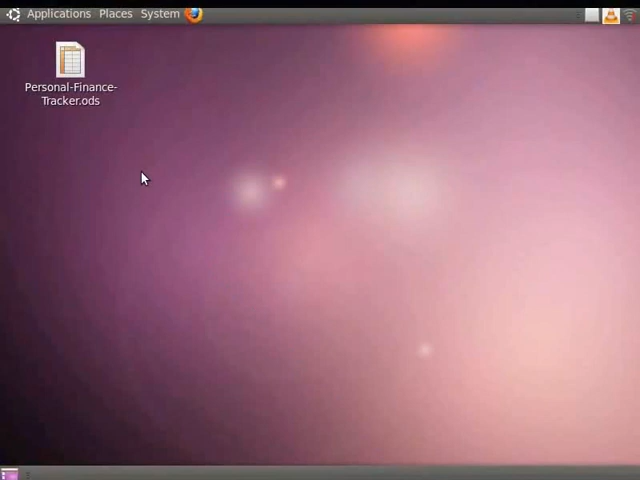 Applications Places System
Personal-Finance-
Tracker.ods